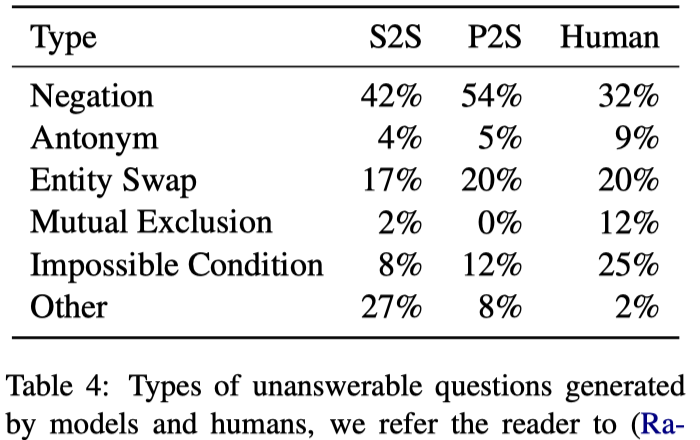 Type S2S P2S Human
Negation 42% 54% 32%
Antonym 4% 5% 9%
Entity Swap 17% 20% 20%
Mutual Exclusion 2% 0% 12%
Impossible Condition 8% 12% 25%
Other 27% 8% 2%
Table 4: Types of unanswerable questions generated
by models and humans, we refer the reader to (Ra-